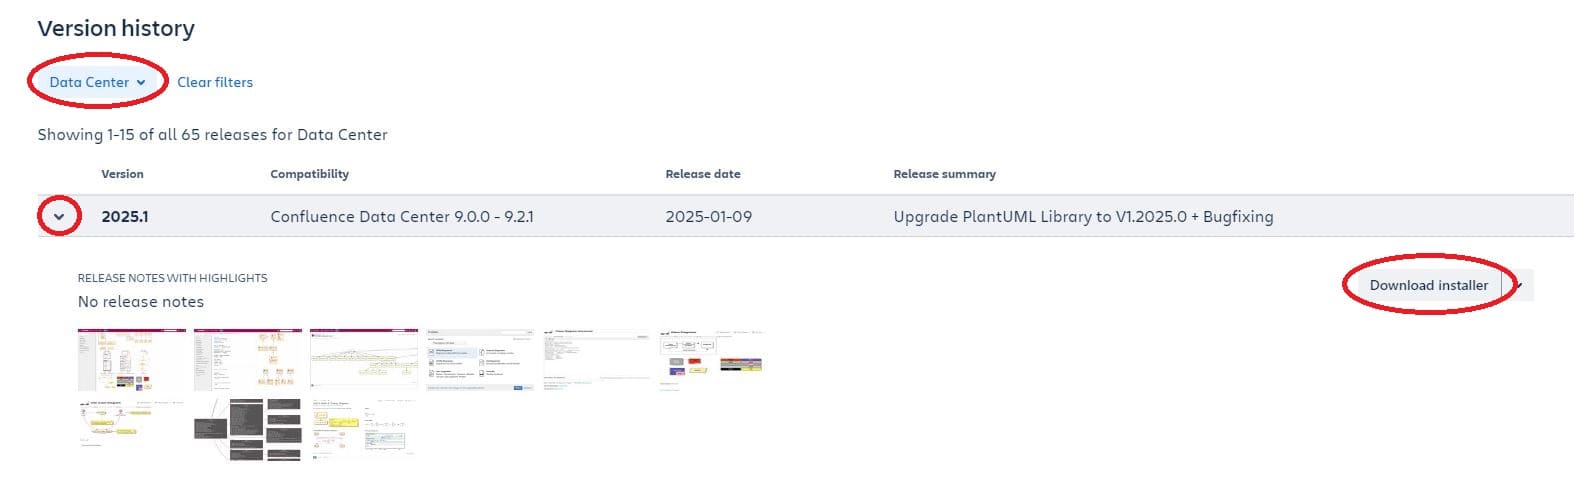 Version history
Data Center Clear filters
Showing 1-15 of all 65 releases for Data Center
Version Compatibility Release date Release summary
2025.1 Confluence Data Center 9.0.0 - 9.2.1 2025-01-09 Upgrade PlantUML Library to V1.2025.0 + Bugfixing
RELEASE NOTES WITH HIGHLIGHTS
Download installer
No release notes